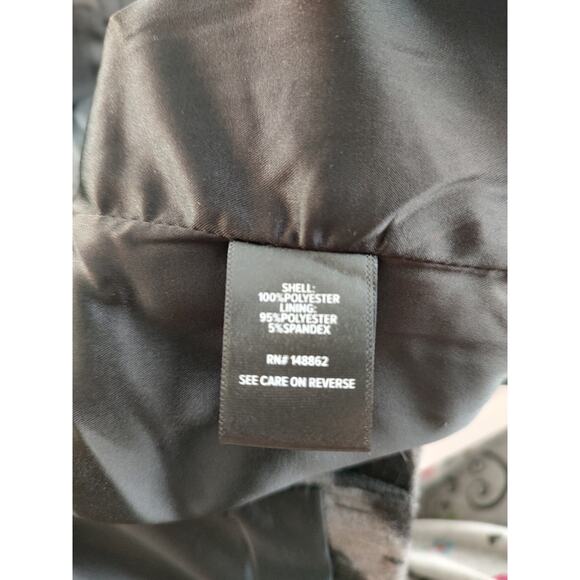 SHELL:
100%POLYESTER
LINING:
95%POLYESTER
5%SPANDEX
RN# 148862
SEE CARE ON REVERSE